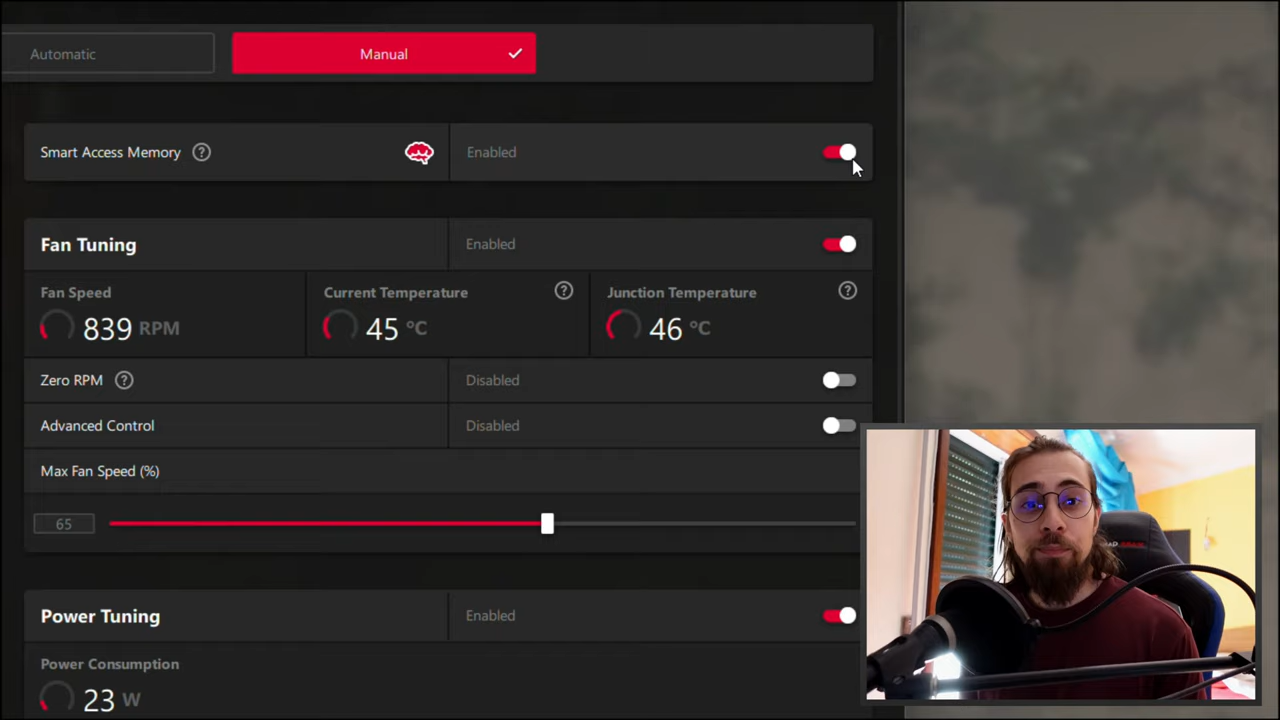 Automatic Manual
Smart Access Memory ? Enabled
Fan Tuning Enabled
Fan Speed Current Temperature ? Junction Temperature ?
839 RPM 45 °C 46 °C
Zero RPM ? Disabled
Advanced Control Disabled
Max Fan Speed (%)
65
Power Tuning Enabled
Power Consumption
23 W